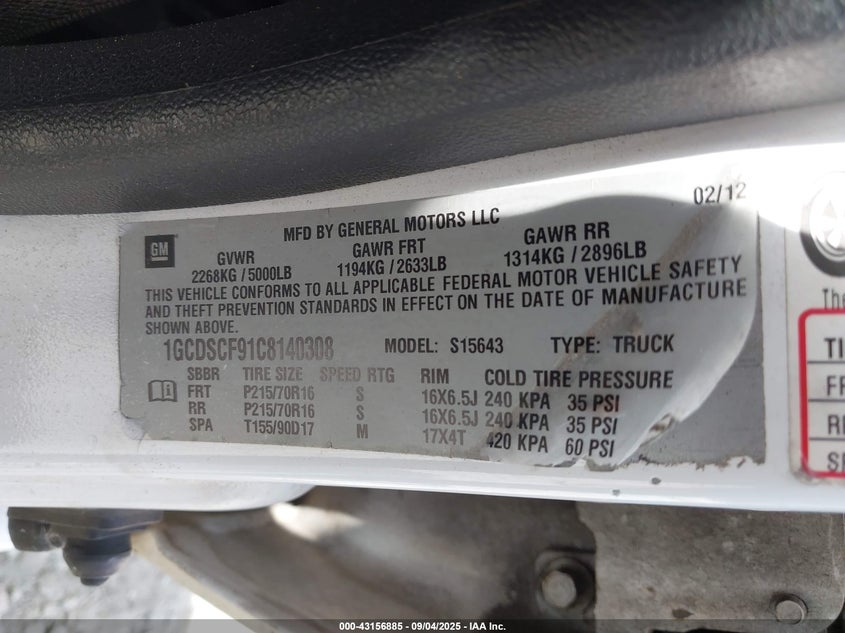 02/12
GM
MFD BY GENERAL MOTORS LLC
GVWR GAWR FRT GAWR RR
2268KG / 5000LB 1194KG / 2633LB 1314KG / 2896LB
THIS VEHICLE CONFORMS TO ALL APPLICABLE FEDERAL MOTOR VEHICLE SAFETY
AND THEFT PREVENTION STANDARDS IN EFFECT ON THE DATE OF MANUFACTURE
SHOWN ABOVE.
1GCDSCF91C8140308 MODEL: S15643 TYPE: TRUCK
SBBR TIRE SIZE SPEED RTG RIM COLD TIRE PRESSURE
FRT P215/70R16 S 16X6.5J 240 KPA 35 PSI
RR P215/70R16 S 16X6.5J 240 KPA 35 PSI
SPA T155/90D17 M 17X4T 420 KPA 60 PSI
The
000-43156885 - 09/04/2025 - IAA Inc.